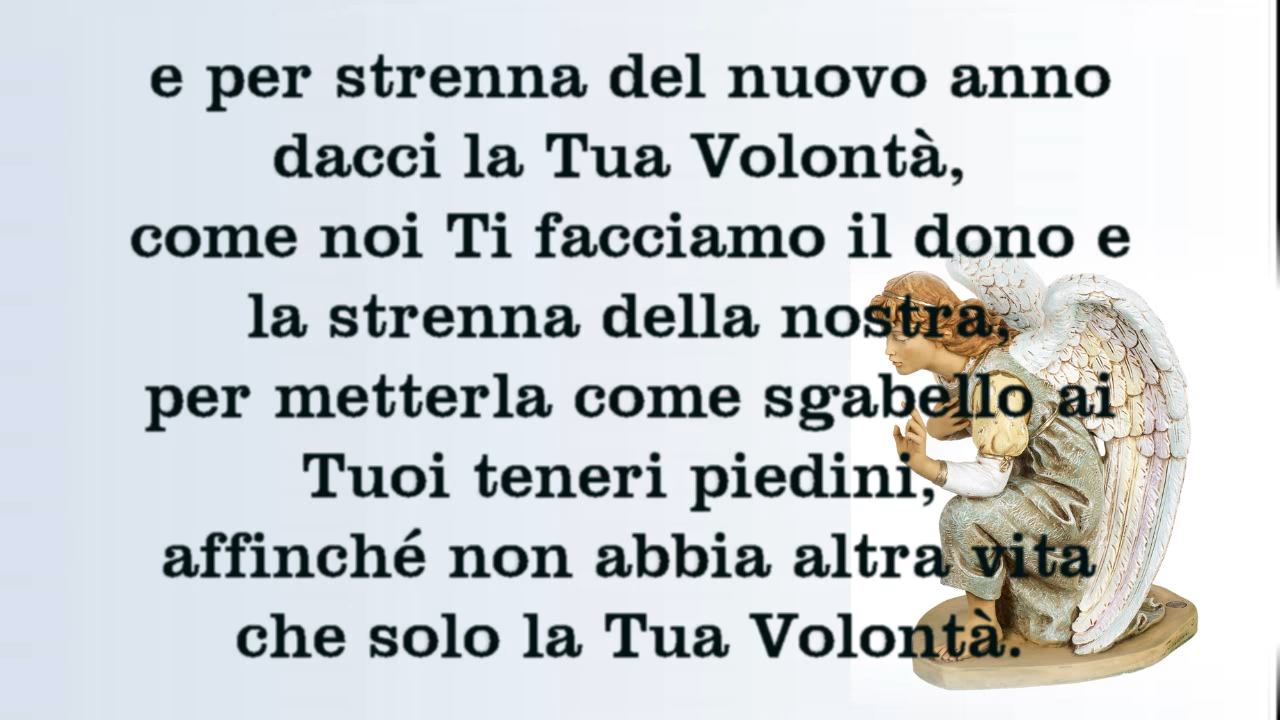 e per strenna del nuovo anno
dacci la Tua Volontà,
come noi Ti facciamo il dono e
la strenna della nostra,
per metterla come sgabello ai
Tuoi teneri piedini,
affinché non abbia altra vita
che solo la Tua Volontà.